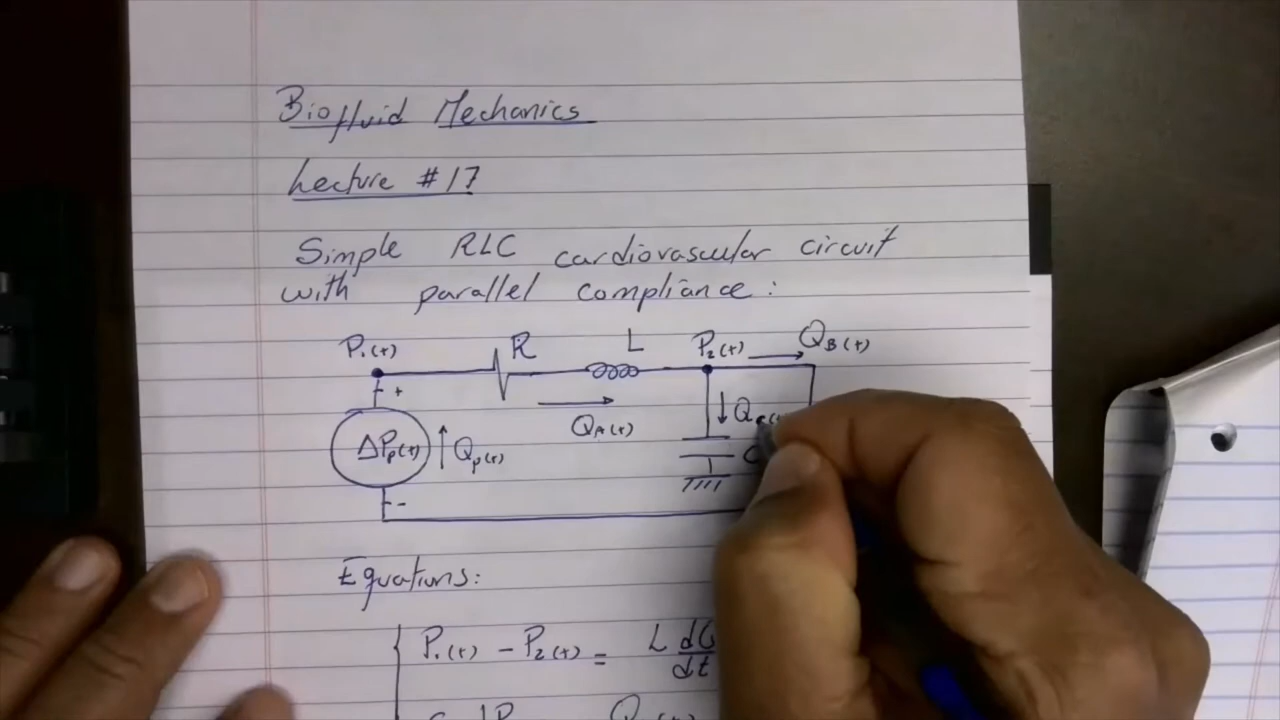 Biofluid Mechanics
Lecture #17
Simple RLC cardiovascular circuit
with parallel compliance:
P₁(t) R L P₂(t) Q_B(t)
+
ΔP_p(t) Q_p(t) Q_A(t)
-
Equations:
P₁(t) - P₂(t) = L d
dt